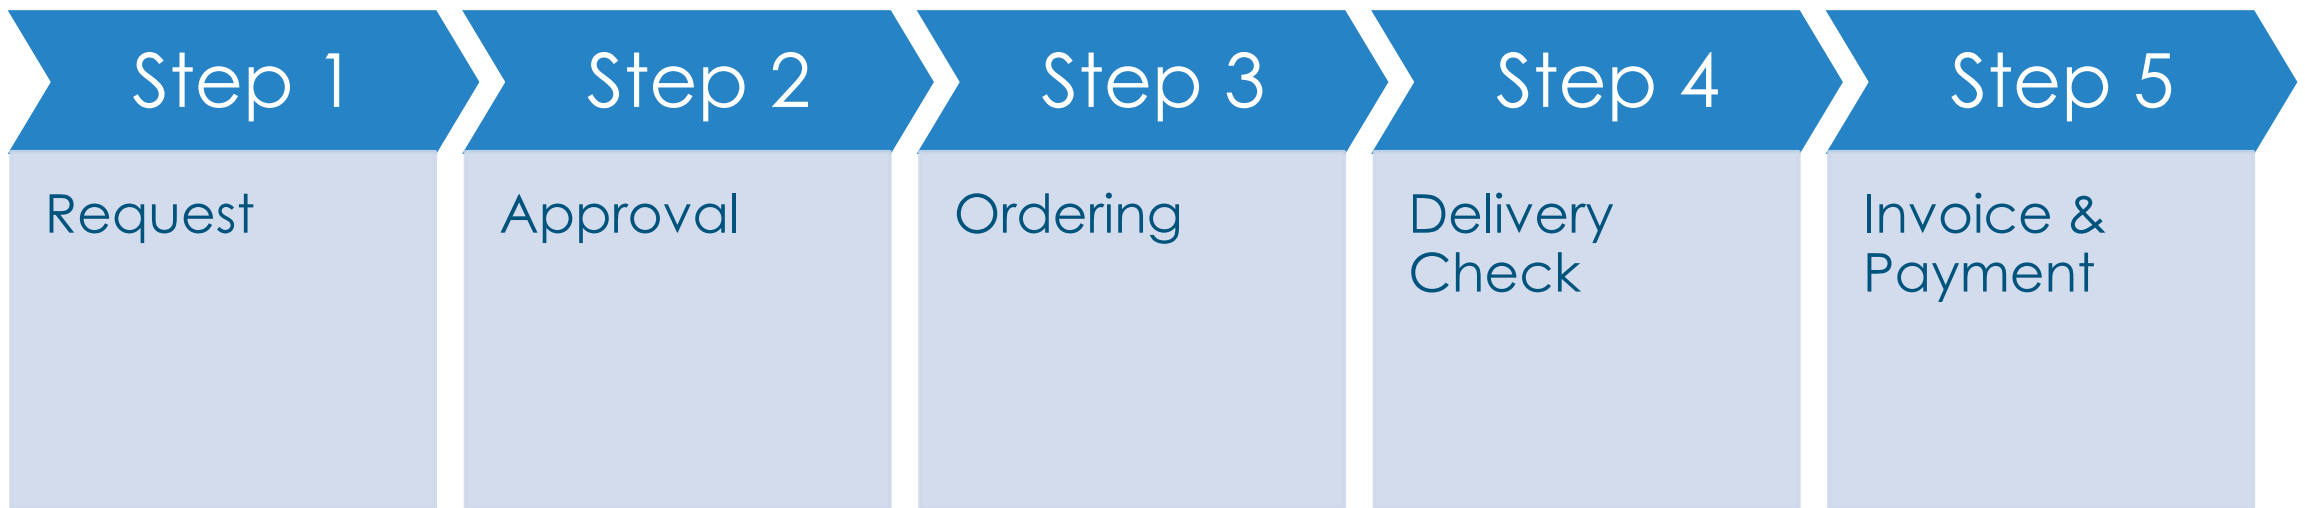 Step 1
Step 2
Step 3
Step 4
Step 5
Request
Approval
Ordering
Delivery
Check
Invoice &
Payment